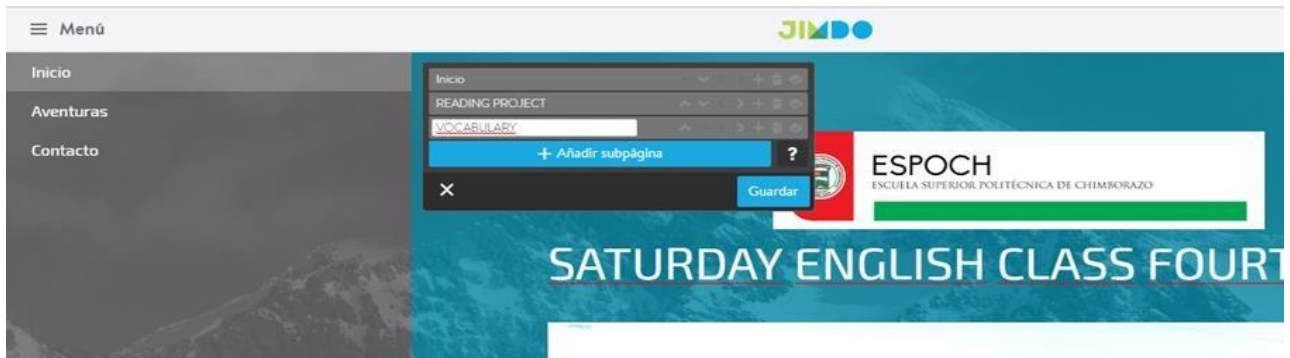 Menú
JIMDO
Inicio
Aventuras
Contacto
Inicio
READING PROJECT
VOCABULARY
+ Añadir subpágina
?
Guardar
ESPOCH
ESCUELA SUPERIOR POLITÉCNICA DE CHIMBORAZO
SATURDAY ENGLISH CLASS FOURT